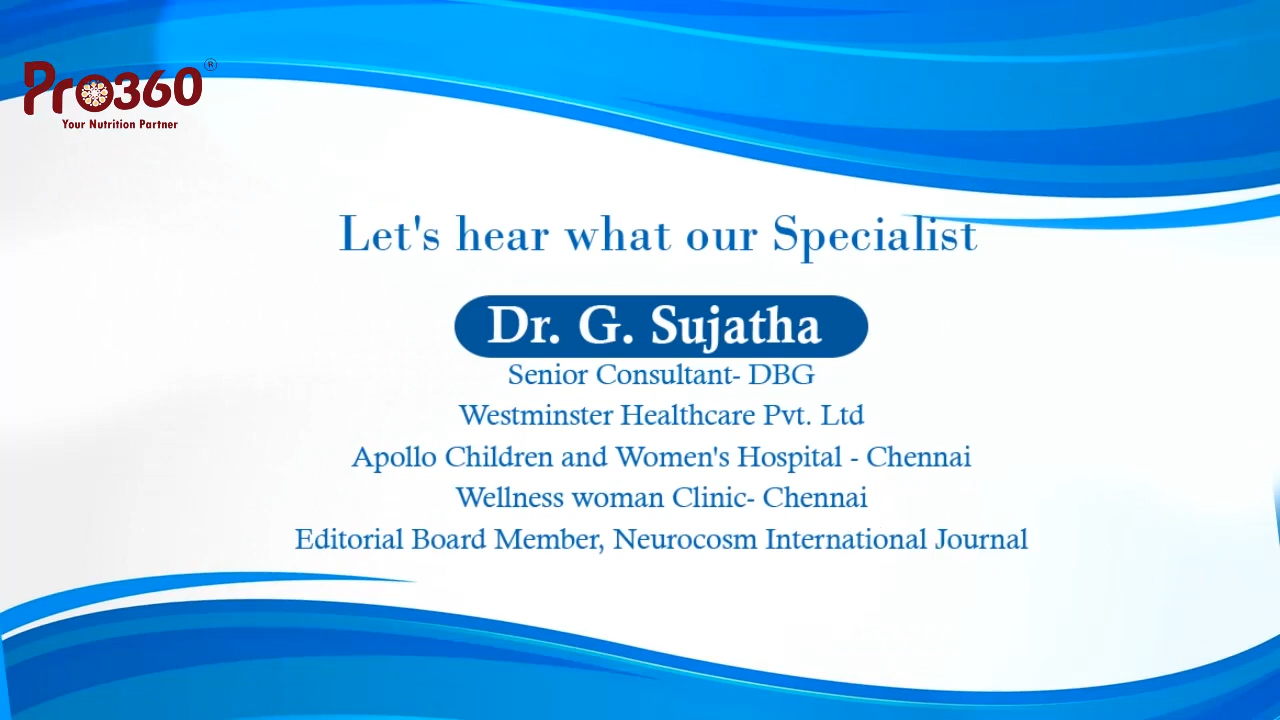 Pro360®
Your Nutrition Partner
Let's hear what our Specialist
Dr. G. Sujatha
Senior Consultant- DBG
Westminster Healthcare Pvt. Ltd
Apollo Children and Women's Hospital - Chennai
Wellness woman Clinic- Chennai
Editorial Board Member, Neurocosm International Journal